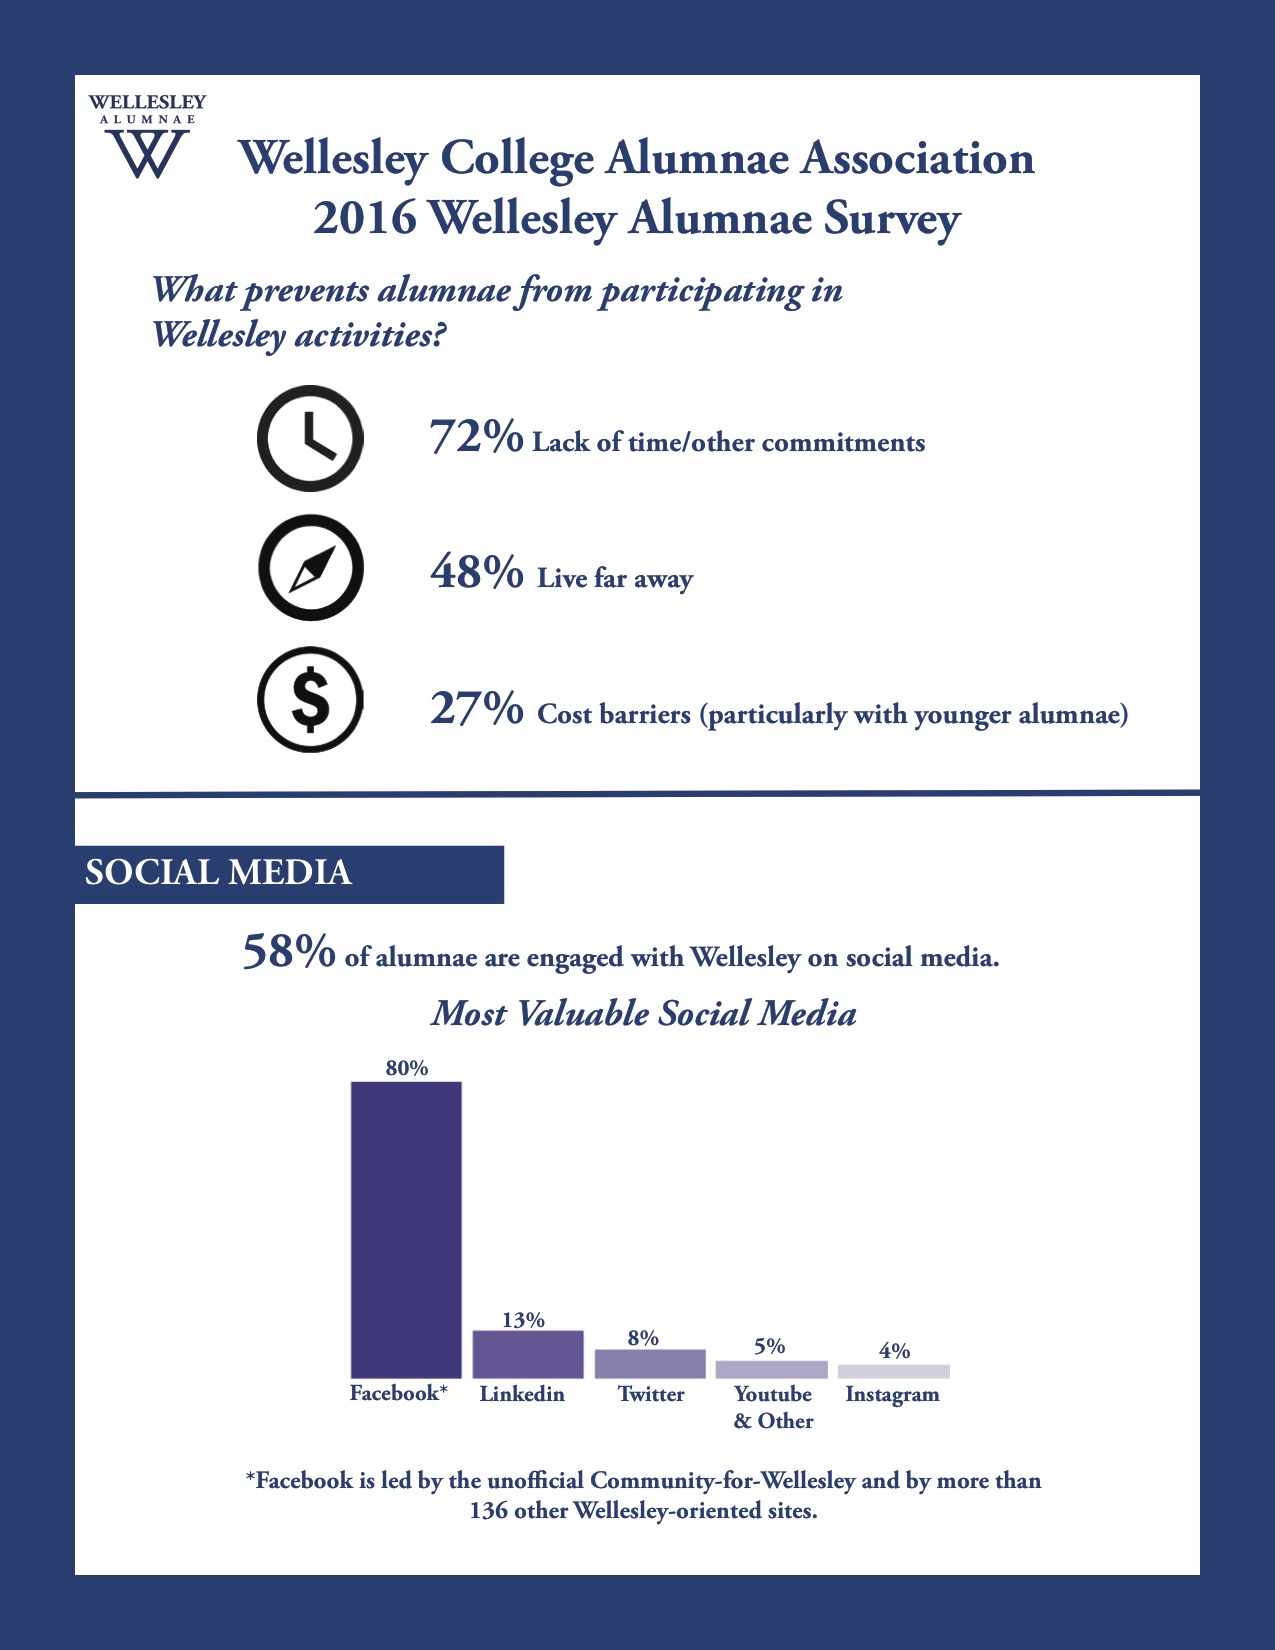 WELLESLEY
ALUMNAE
W
Wellesley College Alumnae Association
2016 Wellesley Alumnae Survey
What prevents alumnae from participating in
Wellesley activities?
72% Lack of time/other commitments
48% Live far away
$
27% Cost barriers (particularly with younger alumnae)
SOCIAL MEDIA
58% of alumnae are engaged with Wellesley on social media.
Most Valuable Social Media
80%
13%
8%
5%
4%
Facebook* Linkedin Twitter Youtube Instagram
& Other
*Facebook is led by the unofficial Community-for-Wellesley and by more than
136 other Wellesley-oriented sites.